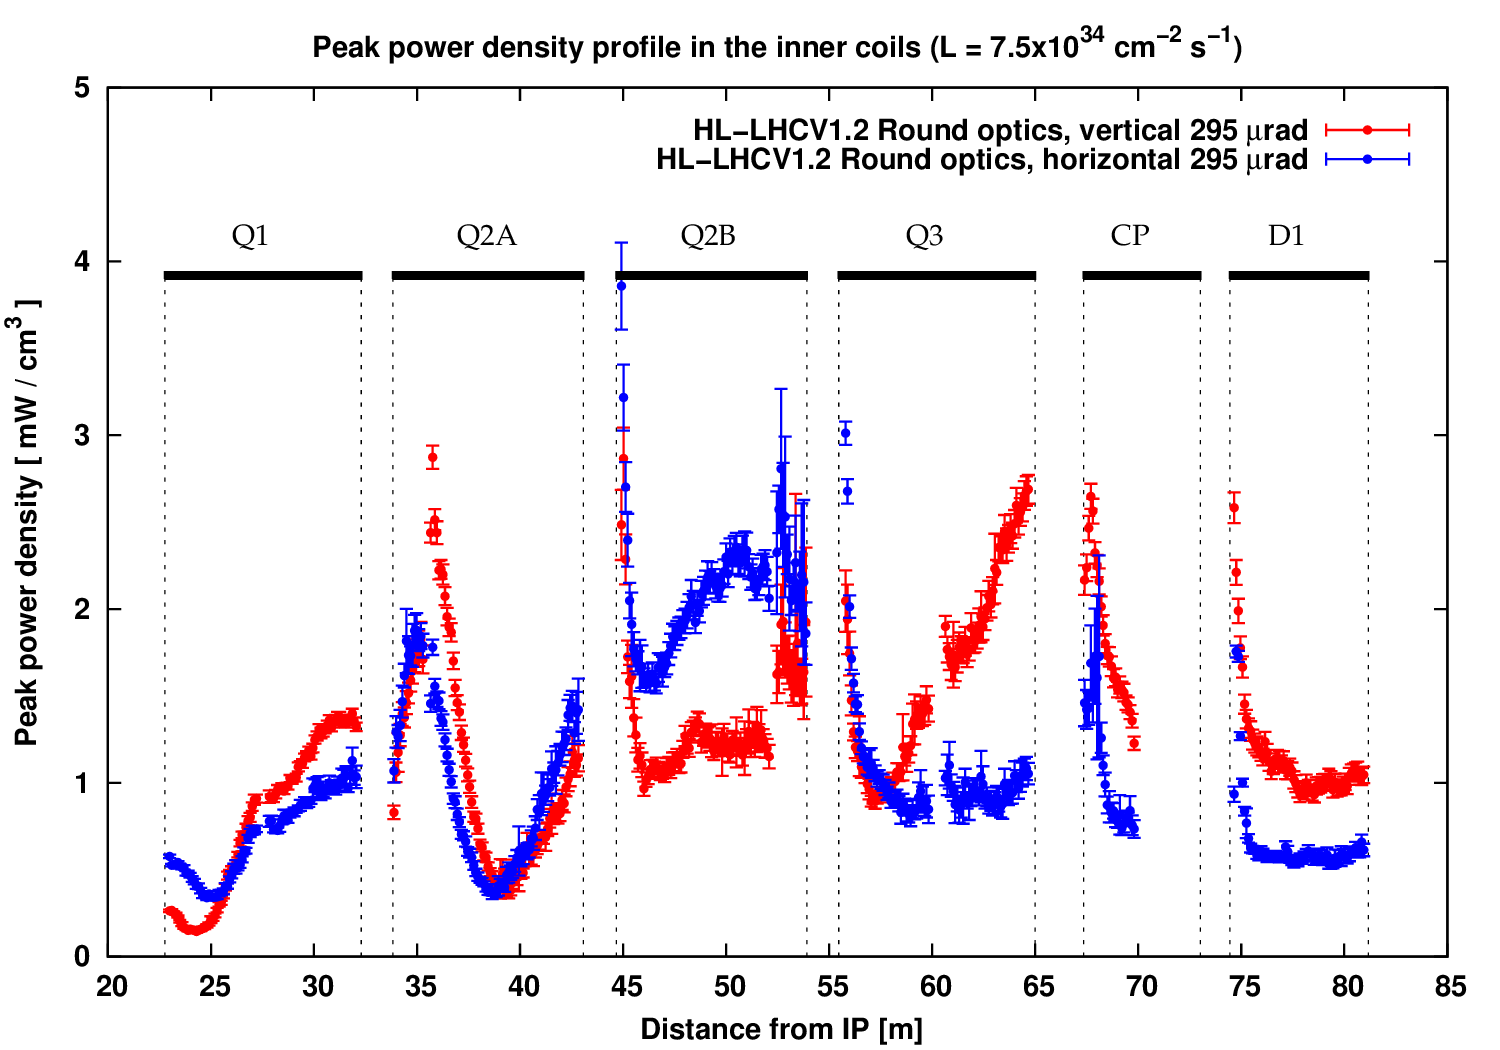 Peak power density profile in the inner coils (L = 7.5x10^34 cm^−2 s^−1)
HL−LHCV1.2 Round optics, vertical 295 μrad
HL−LHCV1.2 Round optics, horizontal 295 μrad
Q1 Q2A Q2B Q3 CP D1
Peak power density [ mW / cm^3 ]
5
4
3
2
1
0
20 25 30 35 40 45 50 55 60 65 70 75 80 85
Distance from IP [m]